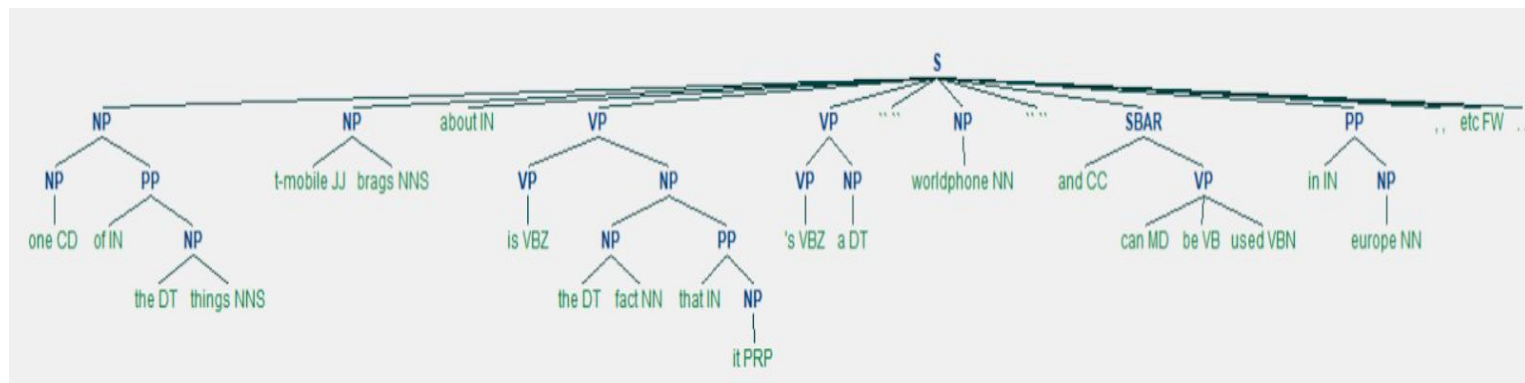 S
NP NP about IN VP VP `` `` NP `` `` SBAR PP , , etc FW . .
NP PP t-mobile JJ brags NNS VP NP VP NP worldphone NN and CC VP in IN NP
one CD of IN NP is VBZ NP PP 's VBZ a DT can MD be VB used VBN europe NN
the DT things NNS the DT fact NN that IN NP
it PRP